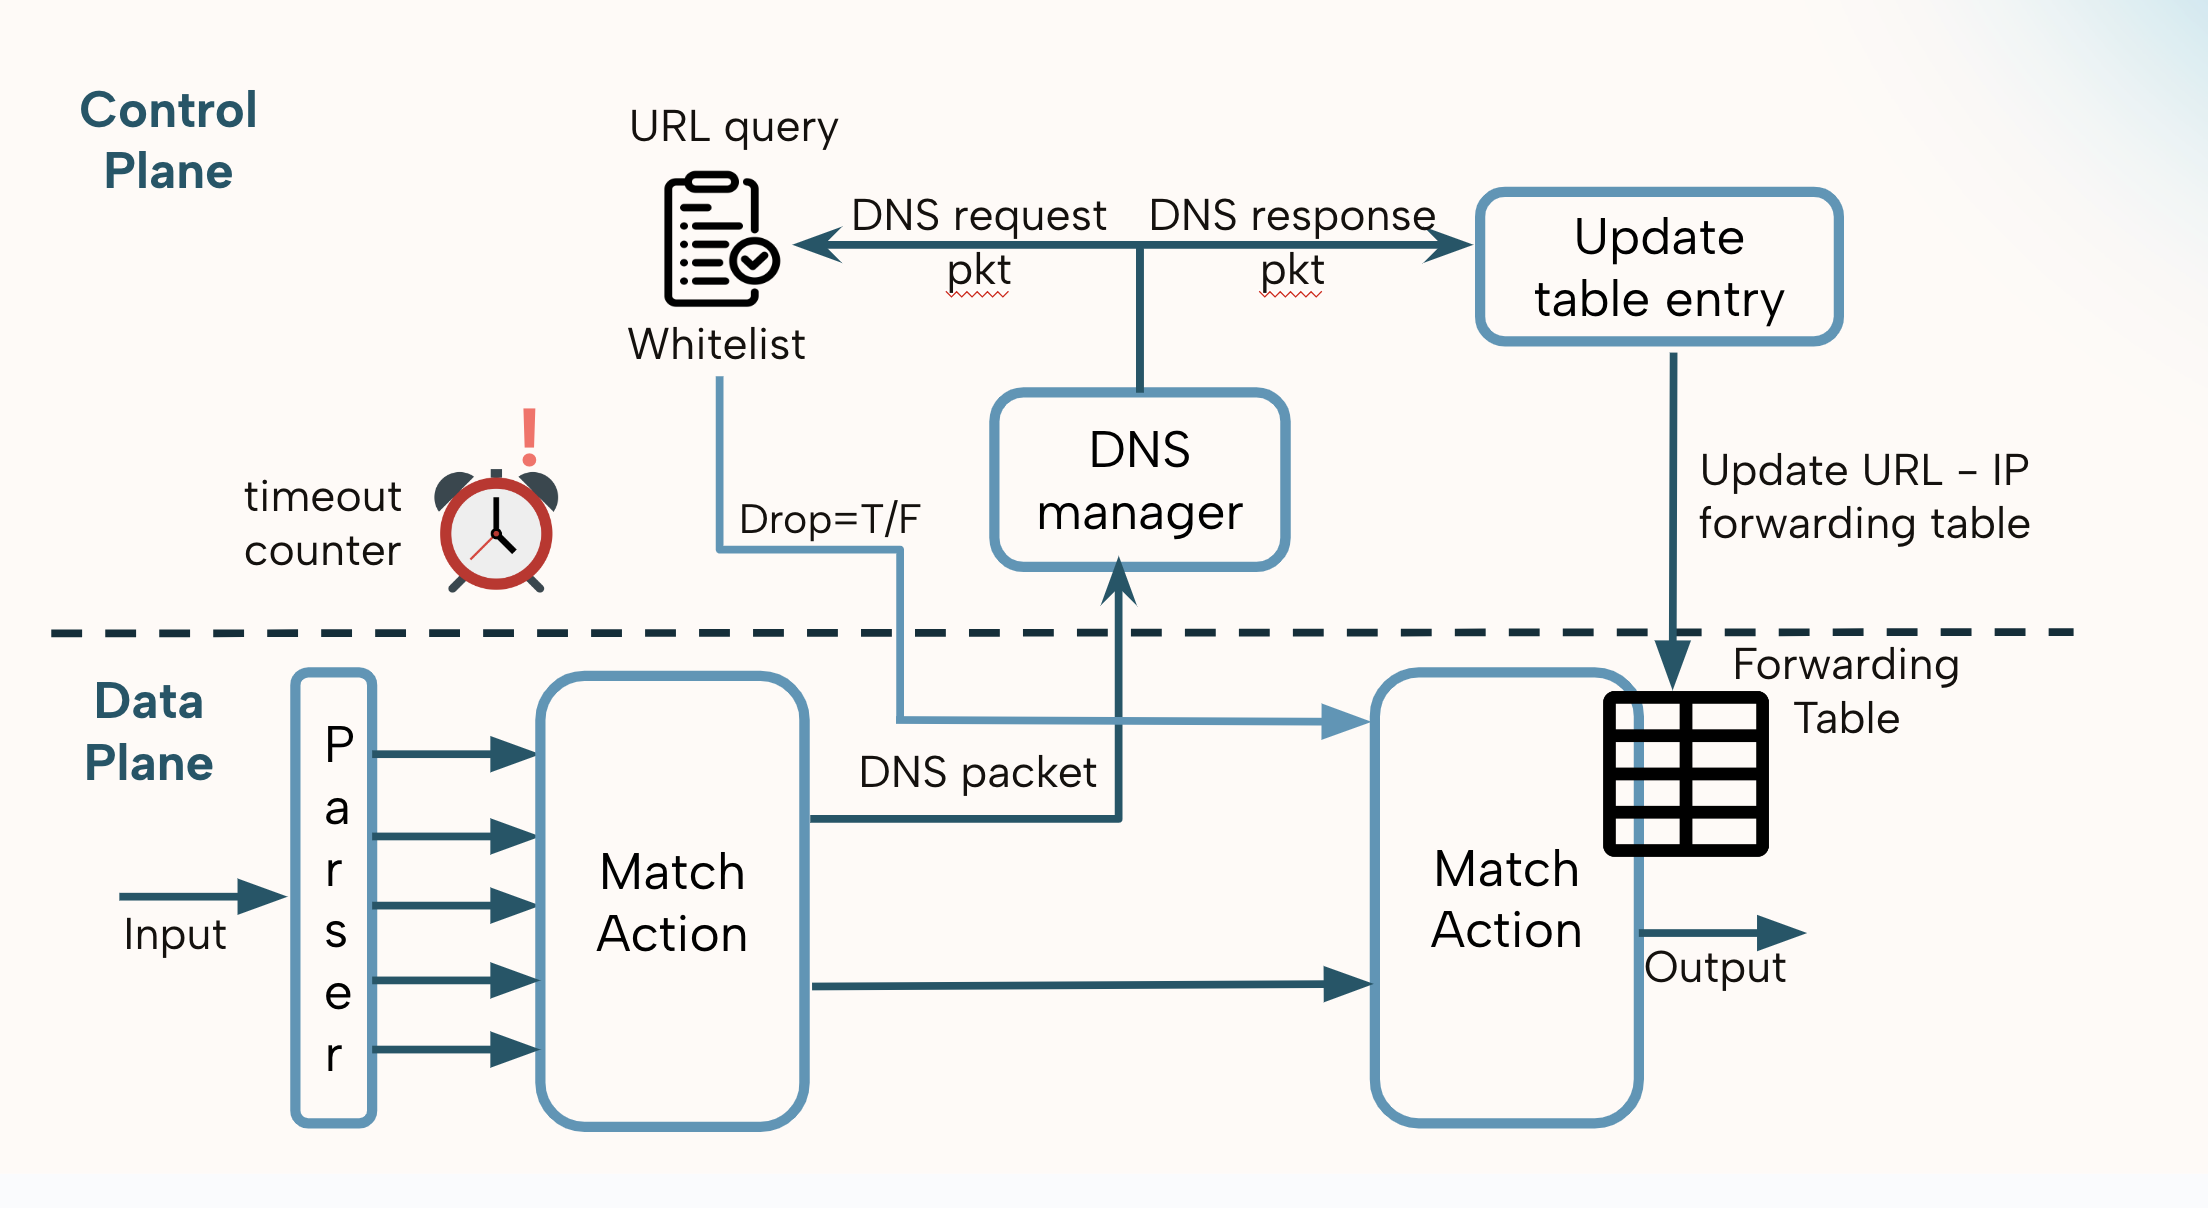 Control
Plane
URL query
DNS request
pkt
DNS response
pkt
Update
table entry
Whitelist
DNS
manager
timeout
counter
Drop=T/F
Update URL – IP
forwarding table
Data
Plane
Parser
Input
Match
Action
DNS packet
Match
Action
Forwarding
Table
Output